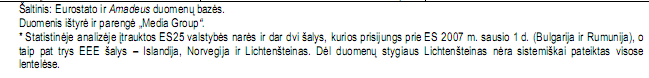 Šaltinis: Eurostato ir Amadeus duomenų bazės.
Duomenis ištyrė ir parengė „Media Group“.
* Statistinėje analizėje įtrauktos ES25 valstybės narės ir dar dvi šalys, kurios prisijungs prie ES 2007 m. sausio 1 d. (Bulgarija ir Rumunija), o
taip pat trys EEE šalys – Islandija, Norvegija ir Lichtenšteinas. Dėl duomenų stygiaus Lichtenšteinas nėra sistemiškai pateiktas visose
lentelėse.